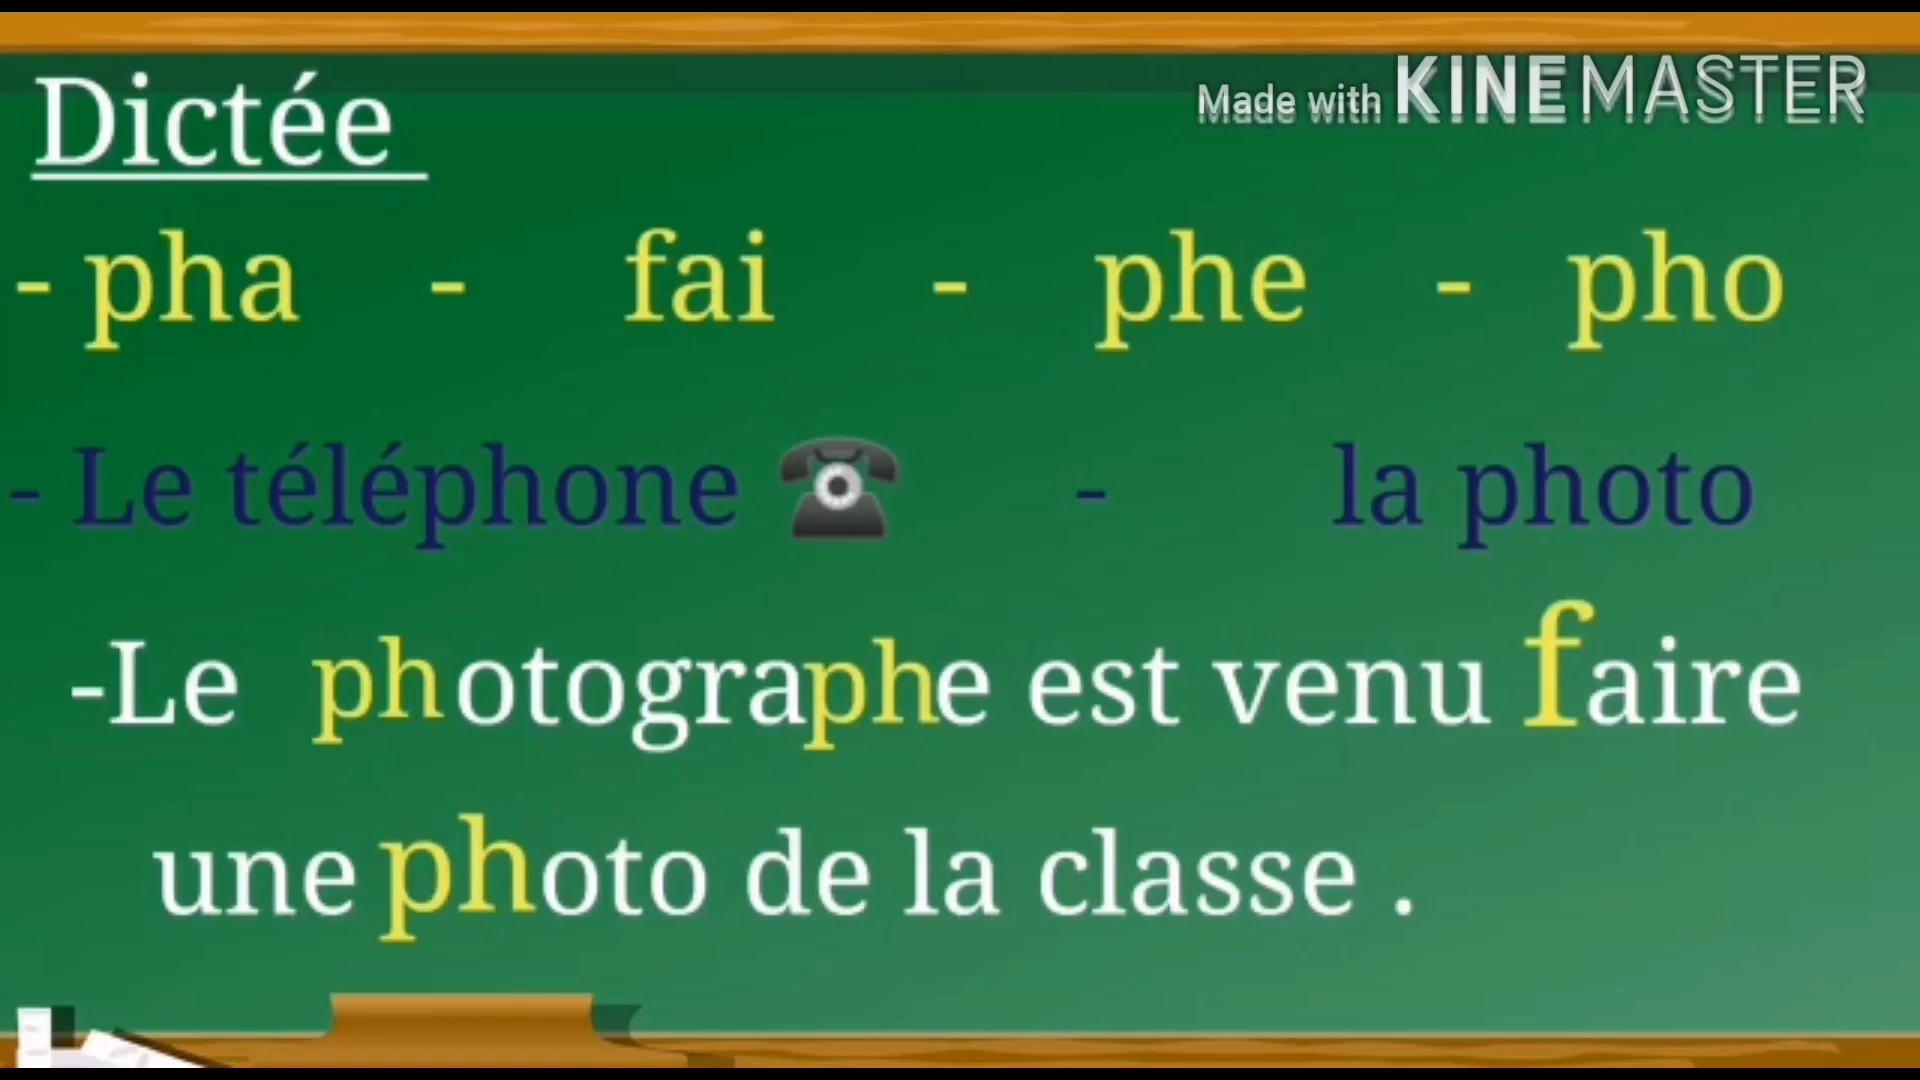 Made with KINEMASTER
Dictée
- pha - fai - phe - pho
- Le téléphone - la photo
-Le photographe est venu faire
une photo de la classe .